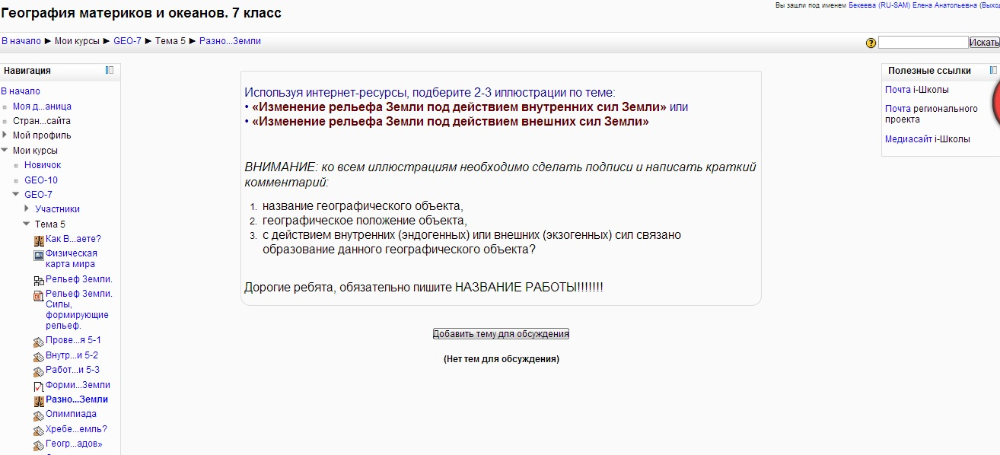 География материков и океанов. 7 класс
Вы зашли под именем Бекеева (RU-SAM) Елена Анатольевна (Выход
В начало ► Мои курсы ► GEO-7 ► Тема 5 ► Разно...Земли
Искать
Навигация
В начало
Моя д...аница
Стран...сайта
Мой профиль
Мои курсы
Новичок
GEO-10
GEO-7
Участники
Тема 5
Как В...аете?
Физическая
карта мира
Рельеф Земли.
Рельеф Земли.
Силы,
формирующие
рельеф.
Прове...я 5-1
Внутр...и 5-2
Работ...и 5-3
Форми...Земли
Разно...Земли
Олимпиада
Хребе...емль?
Геогр...адов»
Используя интернет-ресурсы, подберите 2-3 иллюстрации по теме:
• «Изменение рельефа Земли под действием внутренних сил Земли» или
• «Изменение рельефа Земли под действием внешних сил Земли»
ВНИМАНИЕ: ко всем иллюстрациям необходимо сделать подписи и написать краткий
комментарий:
1. название географического объекта,
2. географическое положение объекта,
3. с действием внутренних (эндогенных) или внешних (экзогенных) сил связано
образование данного географического объекта?
Дорогие ребята, обязательно пишите НАЗВАНИЕ РАБОТЫ!!!!!!!
Добавить тему для обсуждения
(Нет тем для обсуждения)
Полезные ссылки
Почта i-Школы
Почта регионального
проекта
Медиасайт i-Школы